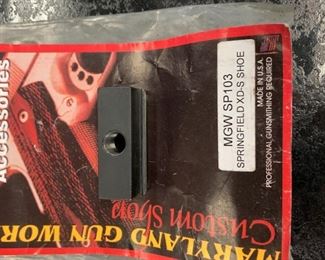 Accessories
MGW SP103
SPRINGFIELD XD-S SHOE
MADE IN U.S.A.
PROFESSIONAL GUNSMITHING REQUIRED
Custom Shop
MARYLAND GUN WOR